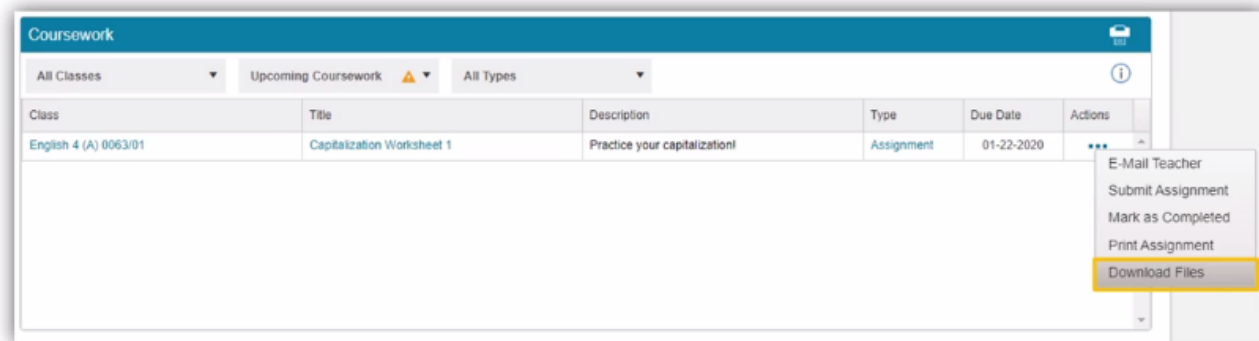 Coursework
All Classes Upcoming Coursework All Types
Class Title Description Type Due Date Actions
English 4 (A) 0063/01 Capitalization Worksheet 1 Practice your capitalization! Assignment 01-22-2020
E-Mail Teacher
Submit Assignment
Mark as Completed
Print Assignment
Download Files